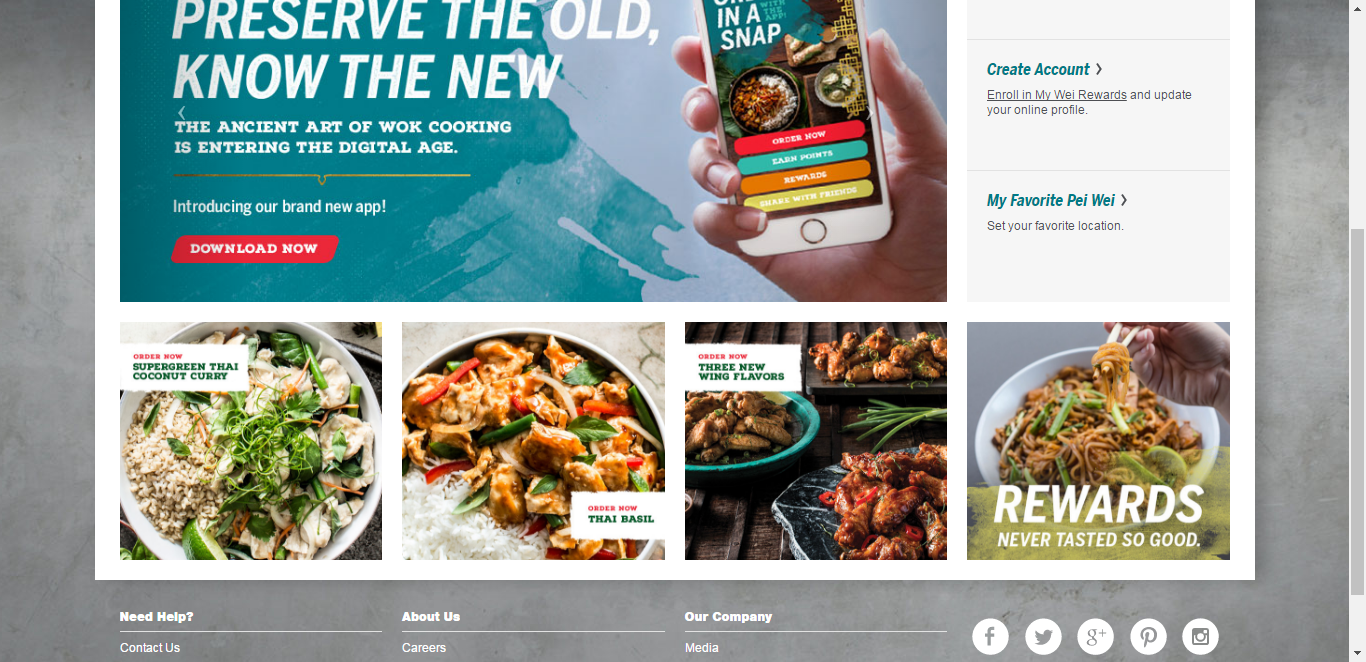 PRESERVE THE OLD,
KNOW THE NEW
THE ANCIENT ART OF WOK COOKING
IS ENTERING THE DIGITAL AGE.
Introducing our brand new app!
DOWNLOAD NOW
IN A
SNAP
WITH THE
APP!
ORDER NOW
EARN POINTS
REWARDS
SHARE WITH FRIENDS
Create Account >
Enroll in My Wei Rewards and update
your online profile.
My Favorite Pei Wei >
Set your favorite location.
ORDER NOW
SUPERGREEN THAI
COCONUT CURRY
ORDER NOW
THAI BASIL
ORDER NOW
THREE NEW
WING FLAVORS
REWARDS
NEVER TASTED SO GOOD.
Need Help?
Contact Us
About Us
Careers
Our Company
Media